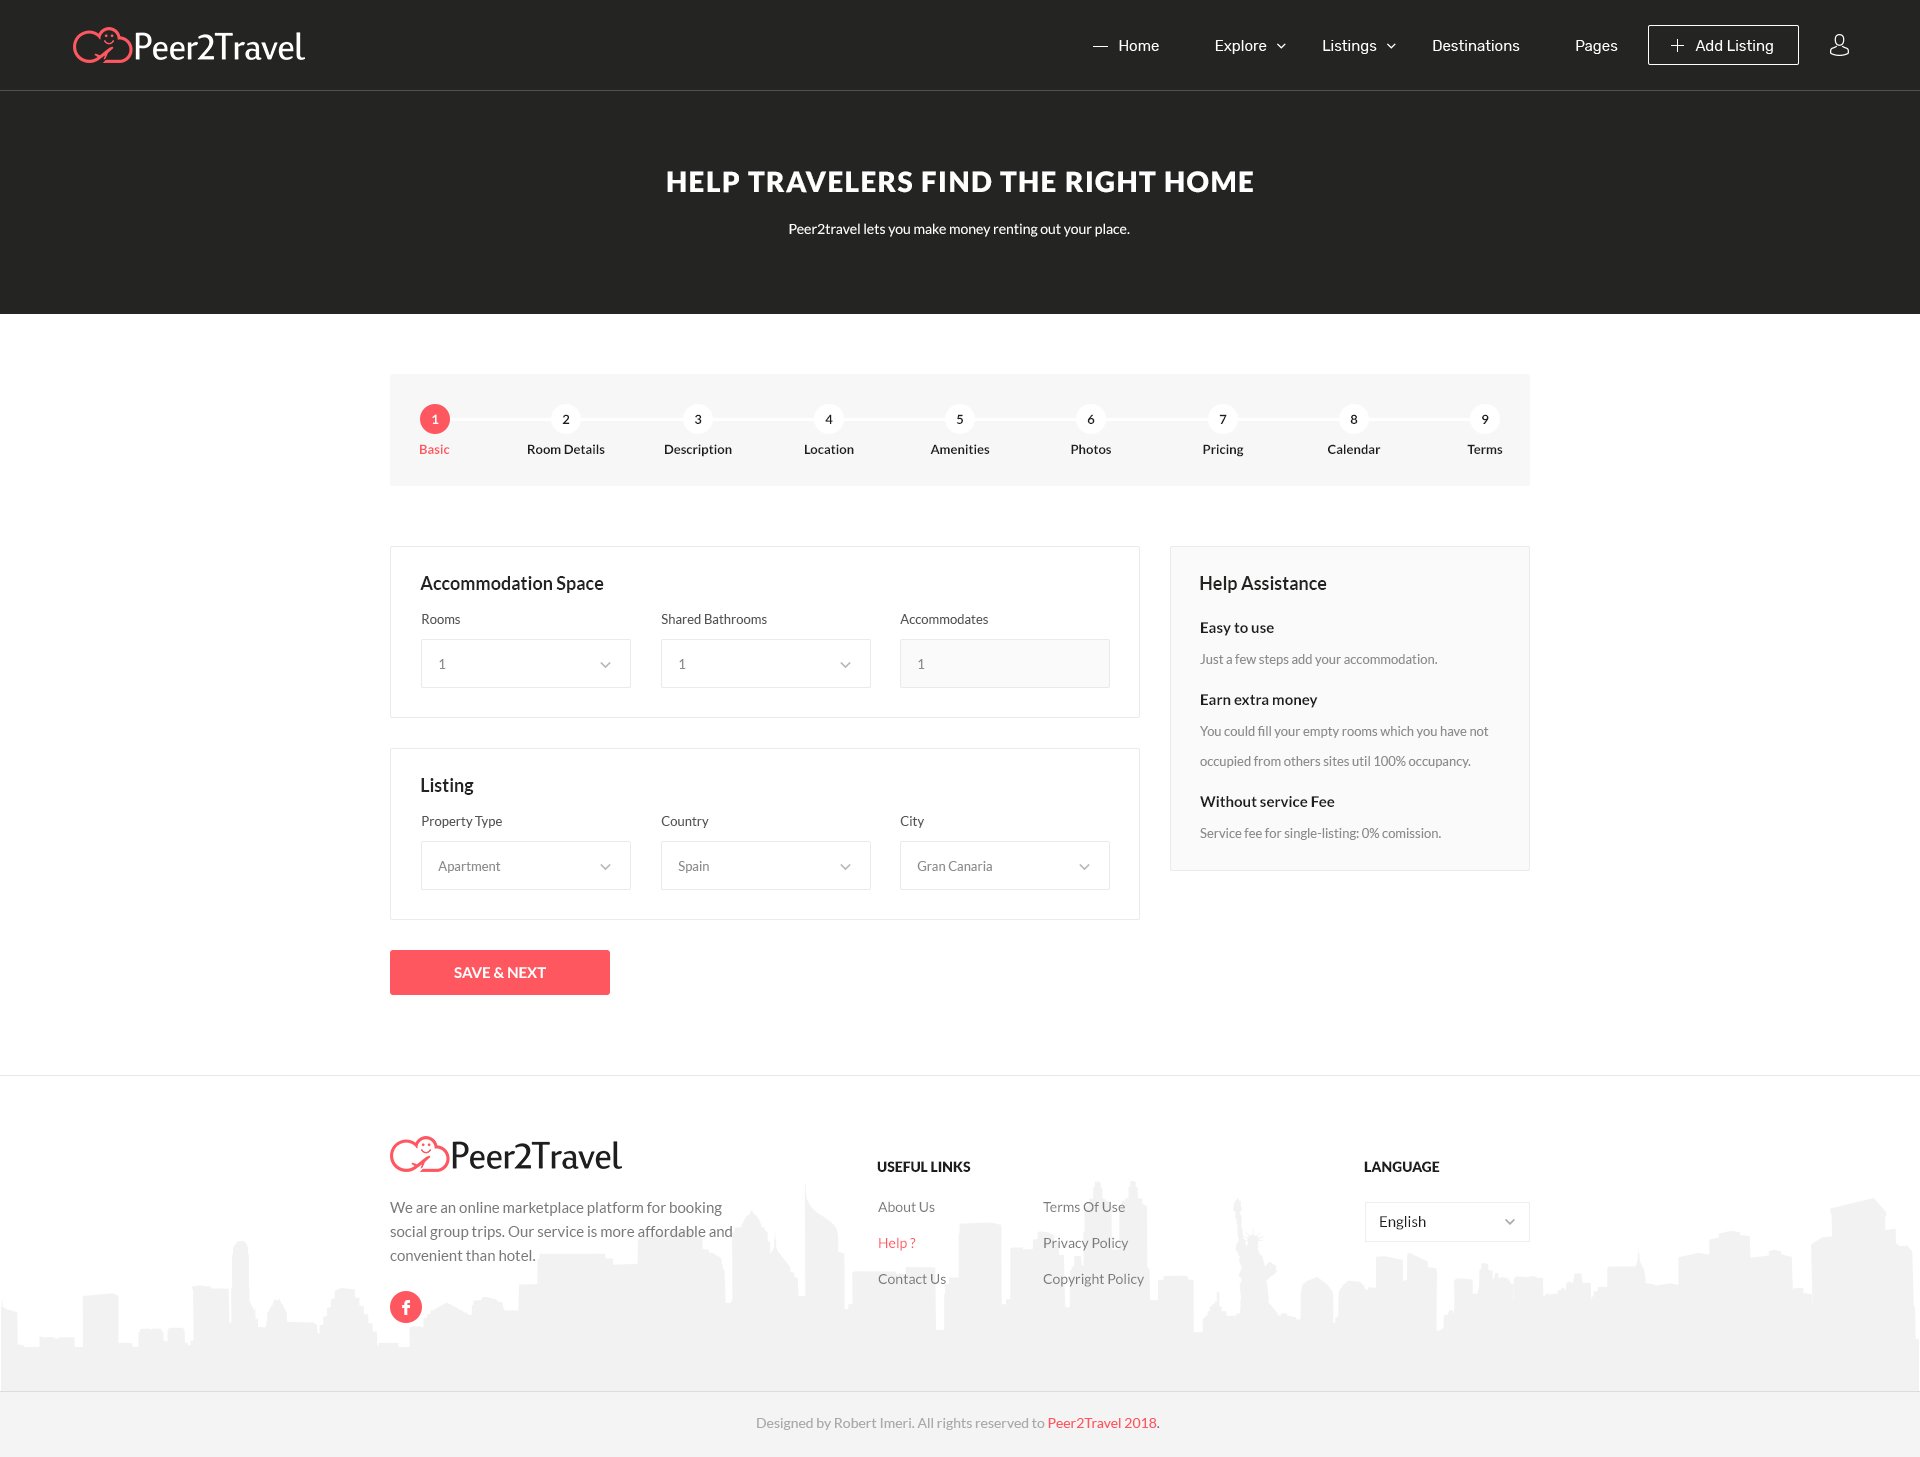 Peer2Travel
Home Explore Listings Destinations Pages Add Listing
HELP TRAVELERS FIND THE RIGHT HOME
Peer2travel lets you make money renting out your place.
1 2 3 4 5 6 7 8 9
Basic Room Details Description Location Amenities Photos Pricing Calendar Terms
Accommodation Space
Rooms Shared Bathrooms Accommodates
1 1 1
Listing
Property Type Country City
Apartment Spain Gran Canaria
SAVE & NEXT
Help Assistance
Easy to use
Just a few steps add your accommodation.
Earn extra money
You could fill your empty rooms which you have not
occupied from others sites util 100% occupancy.
Without service Fee
Service fee for single-listing: 0% comission.
Peer2Travel
We are an online marketplace platform for booking
social group trips. Our service is more affordable and
convenient than hotel.
f
USEFUL LINKS
About Us Terms Of Use
Help ? Privacy Policy
Contact Us Copyright Policy
LANGUAGE
English
Designed by Robert Imeri. All rights reserved to Peer2Travel 2018.